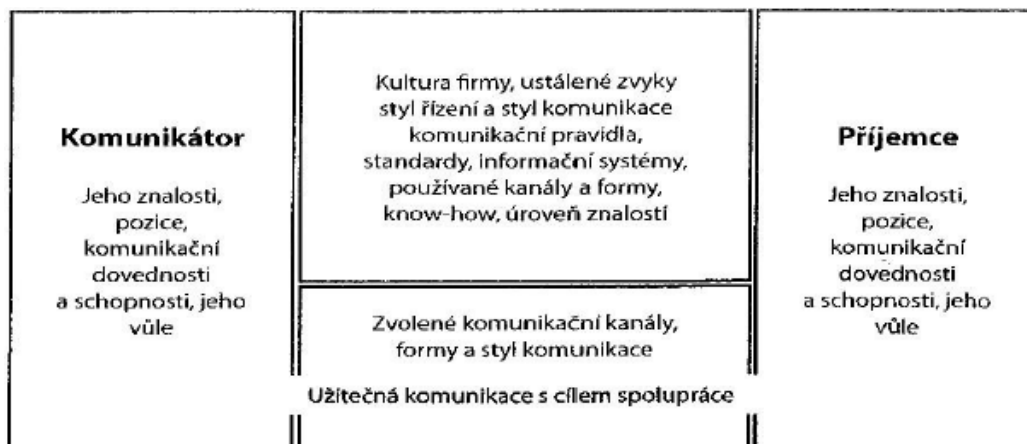 Komunikátor
Jeho znalosti,
pozice,
komunikační
dovednosti
a schopnosti, jeho
vůle
Kultura firmy, ustálené zvyky
styl řízení a styl komunikace
komunikační pravidla,
standardy, informační systémy,
používané kanály a formy,
know-how, úroveň znalostí
Zvolené komunikační kanály,
formy a styl komunikace
Užitečná komunikace s cílem spolupráce
Příjemce
Jeho znalosti,
pozice,
komunikační
dovednosti
a schopnosti, jeho
vůle